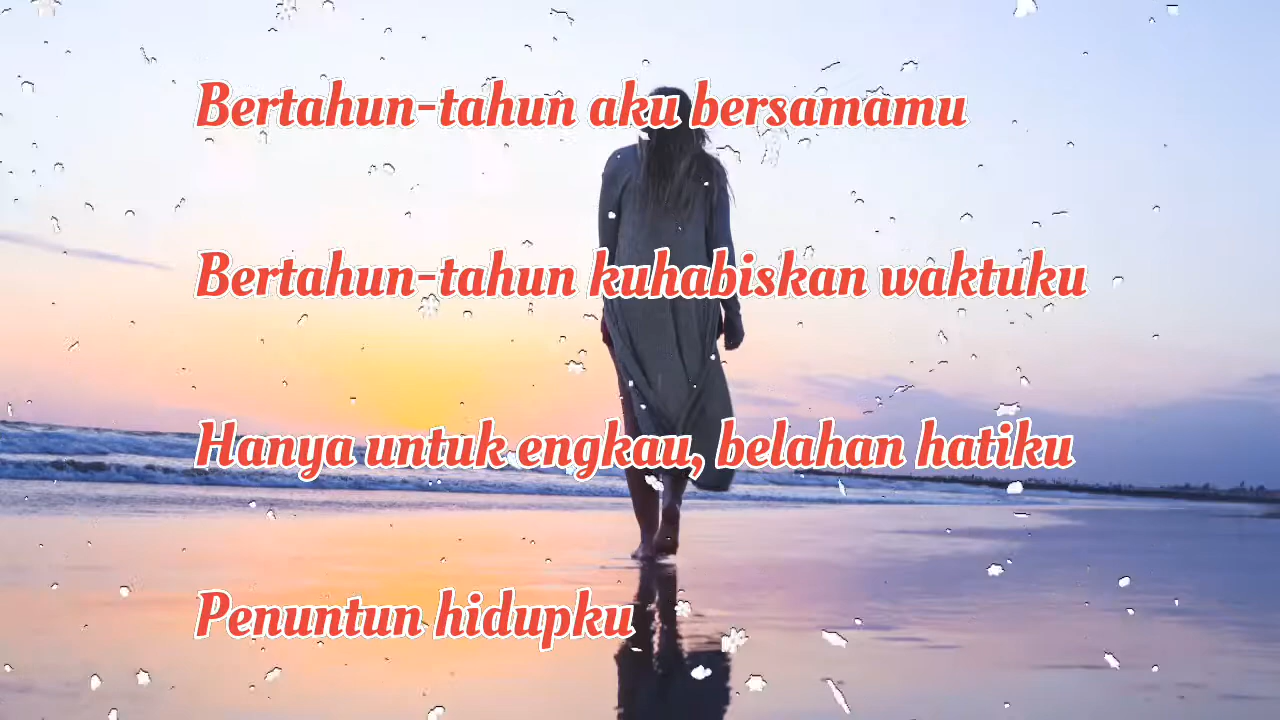 Bertahun-tahun aku bersamamu
Bertahun-tahun kuhabiskan waktuku
Hanya untuk engkau, belahan hatiku
Penuntun hidupku